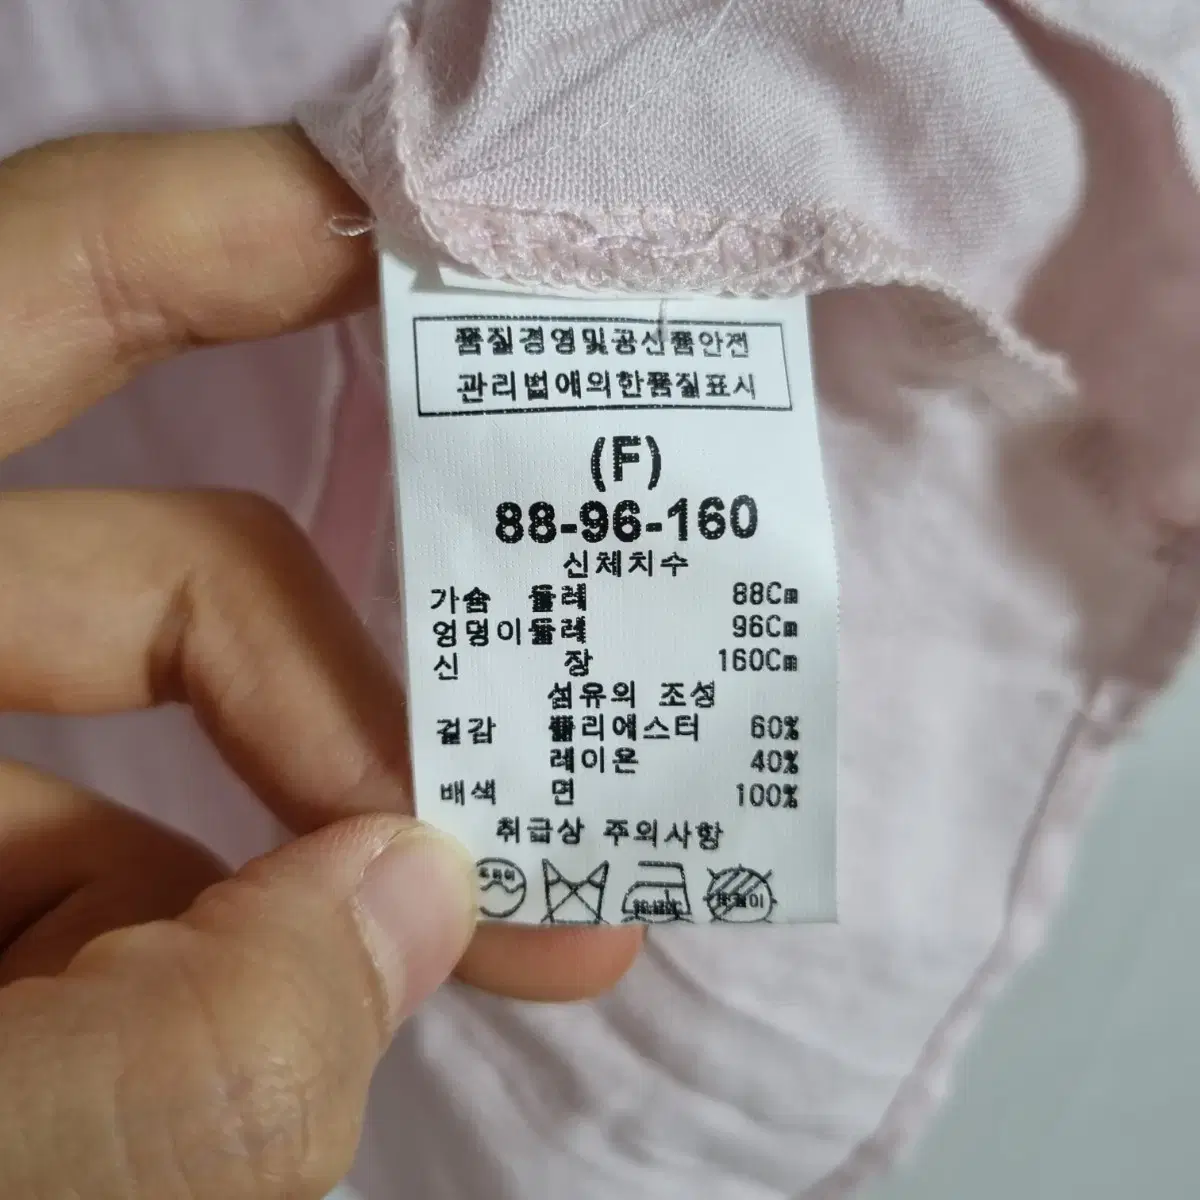 품질경영및공산품안전
관리법에의한품질표시
(F)
88-96-160
신체치수
가슴 둘레 88Cm
엉덩이둘레 96Cm
신 장 160Cm
섬유의 조성
겉감 폴리에스터 60%
레이온 40%
배색 면 100%
취급상 주의사항
드라이